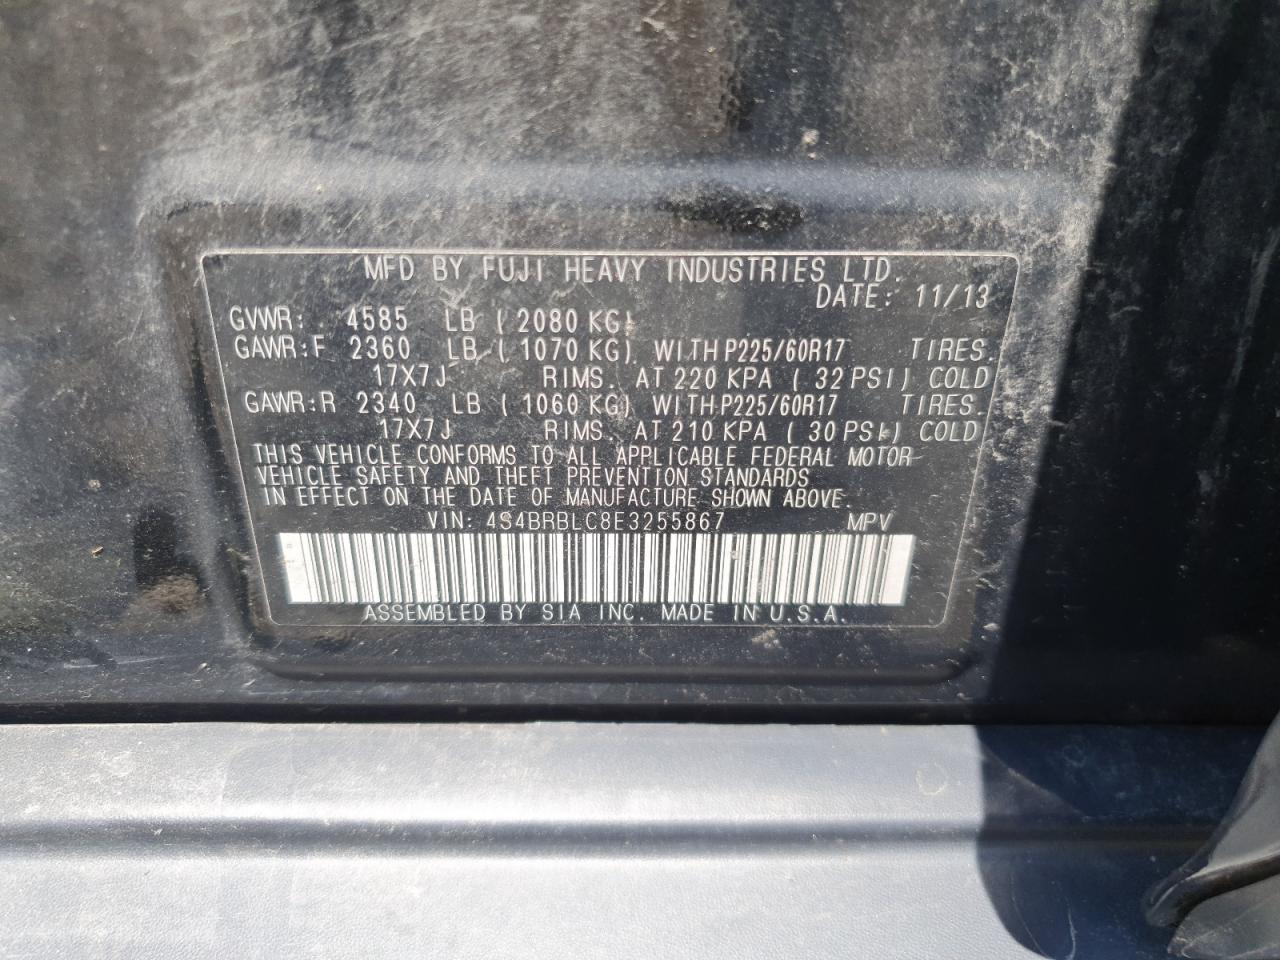 MFD BY FUJI HEAVY INDUSTRIES LTD.
DATE: 11/13
GVWR: 4585 LB (2080 KG)
GAWR:F 2360 LB (1070 KG) WITH P225/60R17 TIRES.
17X7J RIMS. AT 220 KPA (32 PSI) COLD
GAWR:R 2340 LB (1060 KG) WITH P225/60R17 TIRES.
17X7J RIMS. AT 210 KPA (30 PSI) COLD
THIS VEHICLE CONFORMS TO ALL APPLICABLE FEDERAL MOTOR
VEHICLE SAFETY AND THEFT PREVENTION STANDARDS
IN EFFECT ON THE DATE OF MANUFACTURE SHOWN ABOVE.
VIN: 4S4BRBLC8E3255867 MPV
ASSEMBLED BY SIA INC. MADE IN U.S.A.